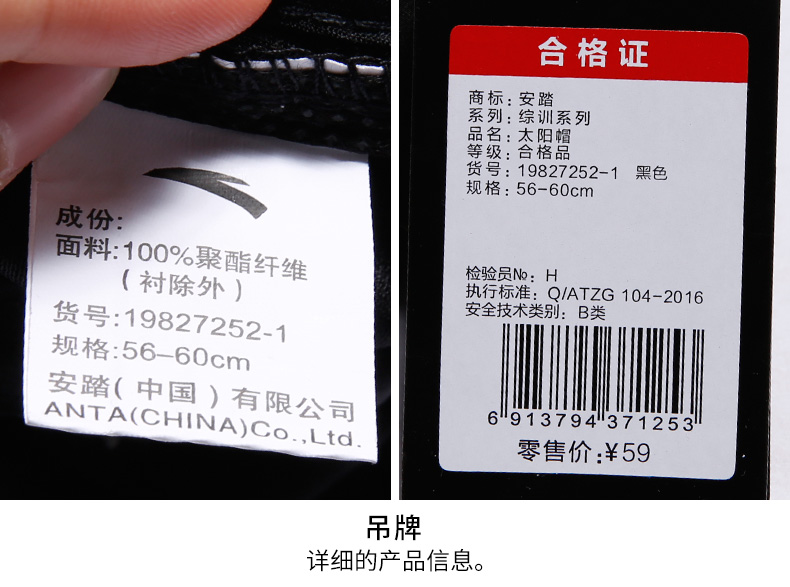 成份:
面料:100%聚酯纤维
(衬除外)
货号:19827252-1
规格:56-60cm
安踏(中国)有限公司
ANTA(CHINA)Co.,Ltd.
合格证
商标:安踏
系列:综训系列
品名:太阳帽
等级:合格品
货号:19827252-1 黑色
规格:56-60cm
检验员№:H
执行标准:Q/ATZG 104-2016
安全技术类别:B类
6 913794 371253
零售价:¥59
吊牌
详细的产品信息。